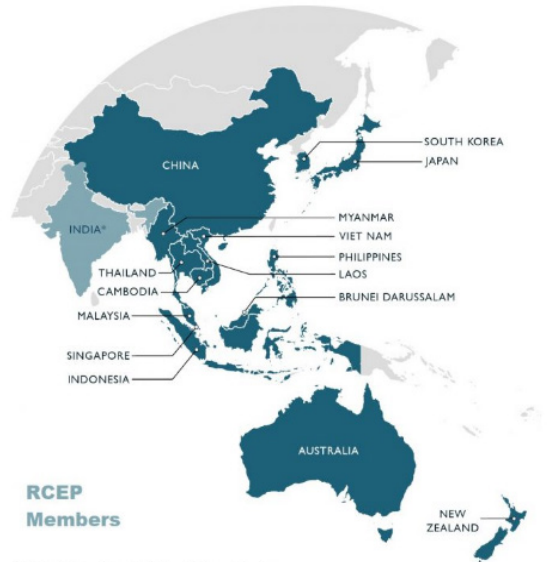 SOUTH KOREA
JAPAN
CHINA
MYANMAR
VIET NAM
INDIA*
PHILIPPINES
THAILAND
LAOS
CAMBODIA
BRUNEI DARUSSALAM
MALAYSIA
SINGAPORE
INDONESIA
AUSTRALIA
RCEP
Members
NEW
ZEALAND